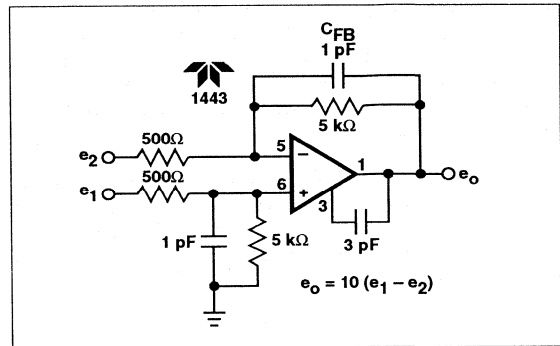 CFB
1 pF
1443
5 kΩ
500Ω
e2
5
−
1
eo
500Ω
e1
6
+
3
1 pF
5 kΩ
3 pF
eo = 10 (e1 − e2)